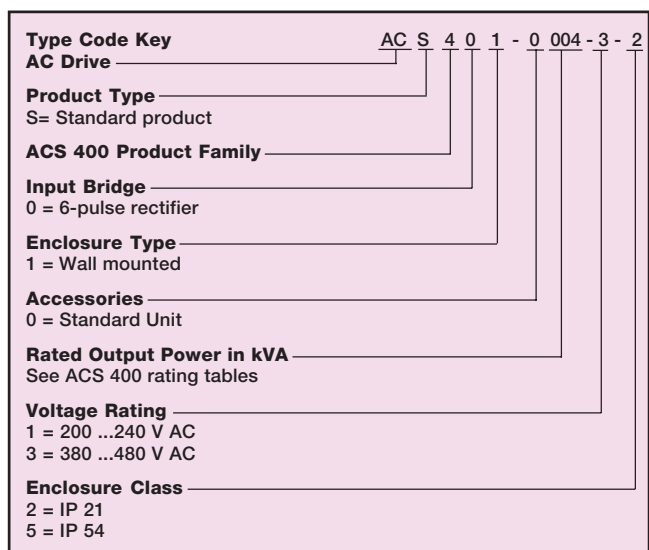 Type Code Key AC S 4 0 1 - 0 004 - 3 - 2
AC Drive
Product Type
S= Standard product
ACS 400 Product Family
Input Bridge
0 = 6-pulse rectifier
Enclosure Type
1 = Wall mounted
Accessories
0 = Standard Unit
Rated Output Power in kVA
See ACS 400 rating tables
Voltage Rating
1 = 200 ...240 V AC
3 = 380 ...480 V AC
Enclosure Class
2 = IP 21
5 = IP 54